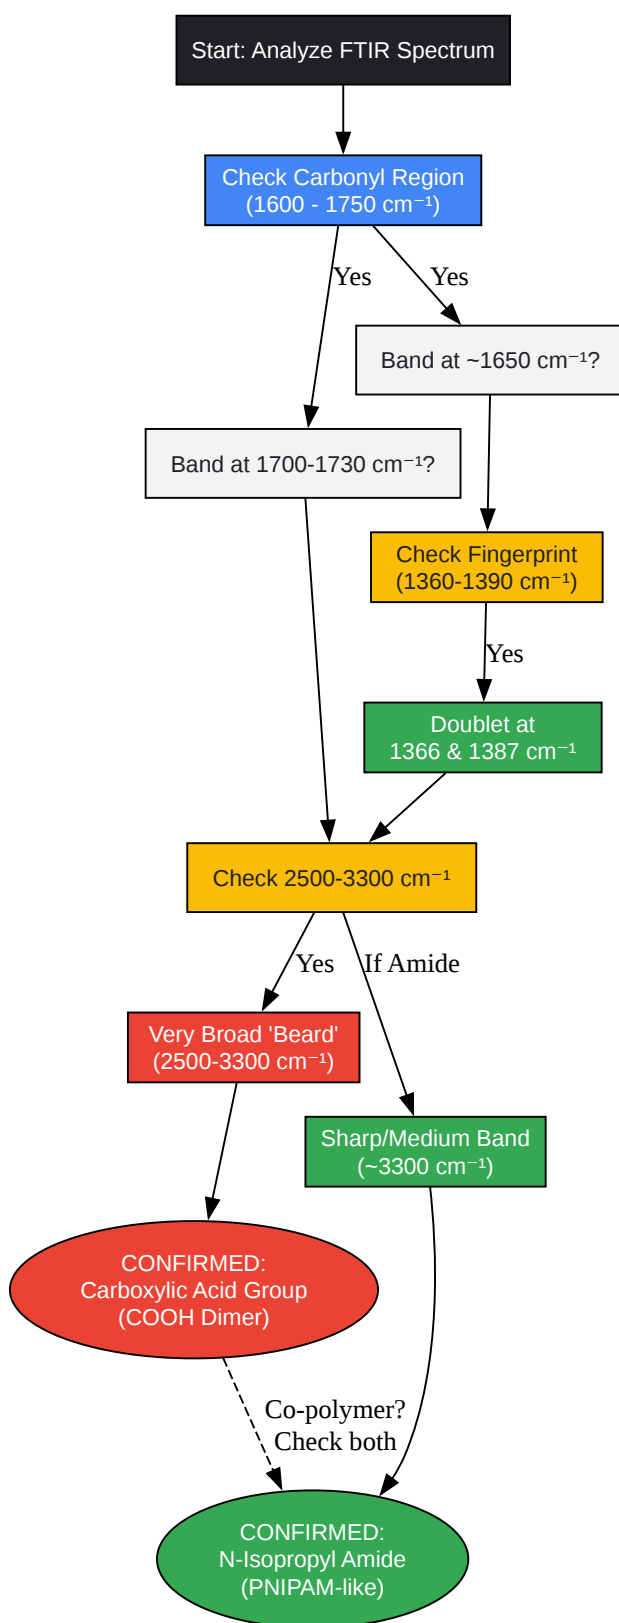 Start: Analyze FTIR Spectrum
Check Carbonyl Region
(1600 - 1750 cm⁻¹)
Yes
Yes
Band at ~1650 cm⁻¹?
Band at 1700-1730 cm⁻¹?
Check Fingerprint
(1360-1390 cm⁻¹)
Yes
Doublet at
1366 & 1387 cm⁻¹
Check 2500-3300 cm⁻¹
Yes
If Amide
Very Broad 'Beard'
(2500-3300 cm⁻¹)
Sharp/Medium Band
(~3300 cm⁻¹)
CONFIRMED:
Carboxylic Acid Group
(COOH Dimer)
Co-polymer?
Check both
CONFIRMED:
N-Isopropyl Amide
(PNIPAM-like)